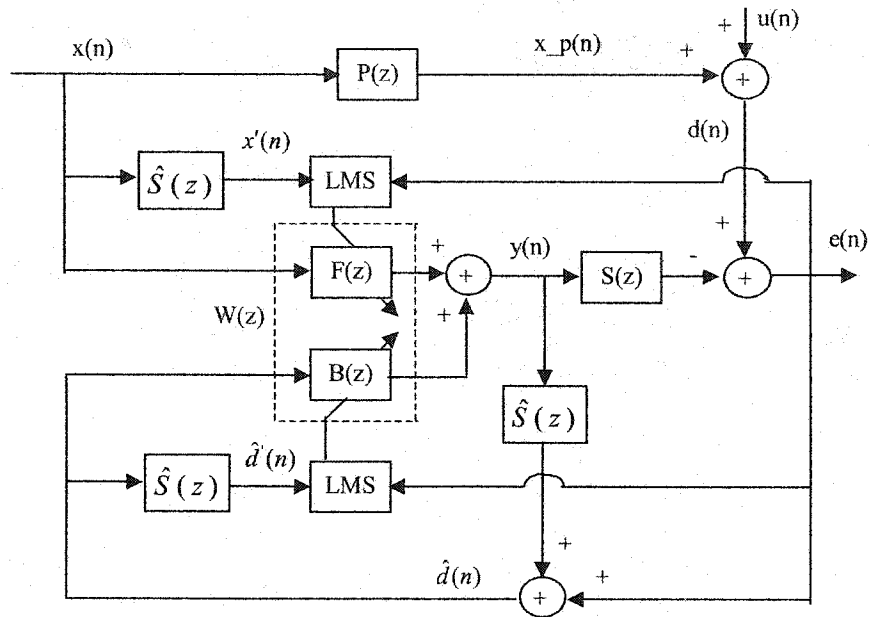 u(n)
+
x(n)
P(z)
x_p(n)
+
+
d(n)
Ŝ(z)
x'(n)
LMS
+
e(n)
F(z)
+
+
y(n)
S(z)
-
+
W(z)
+
B(z)
Ŝ(z)
Ŝ(z)
d̂'(n)
LMS
+
d̂(n)
+
+